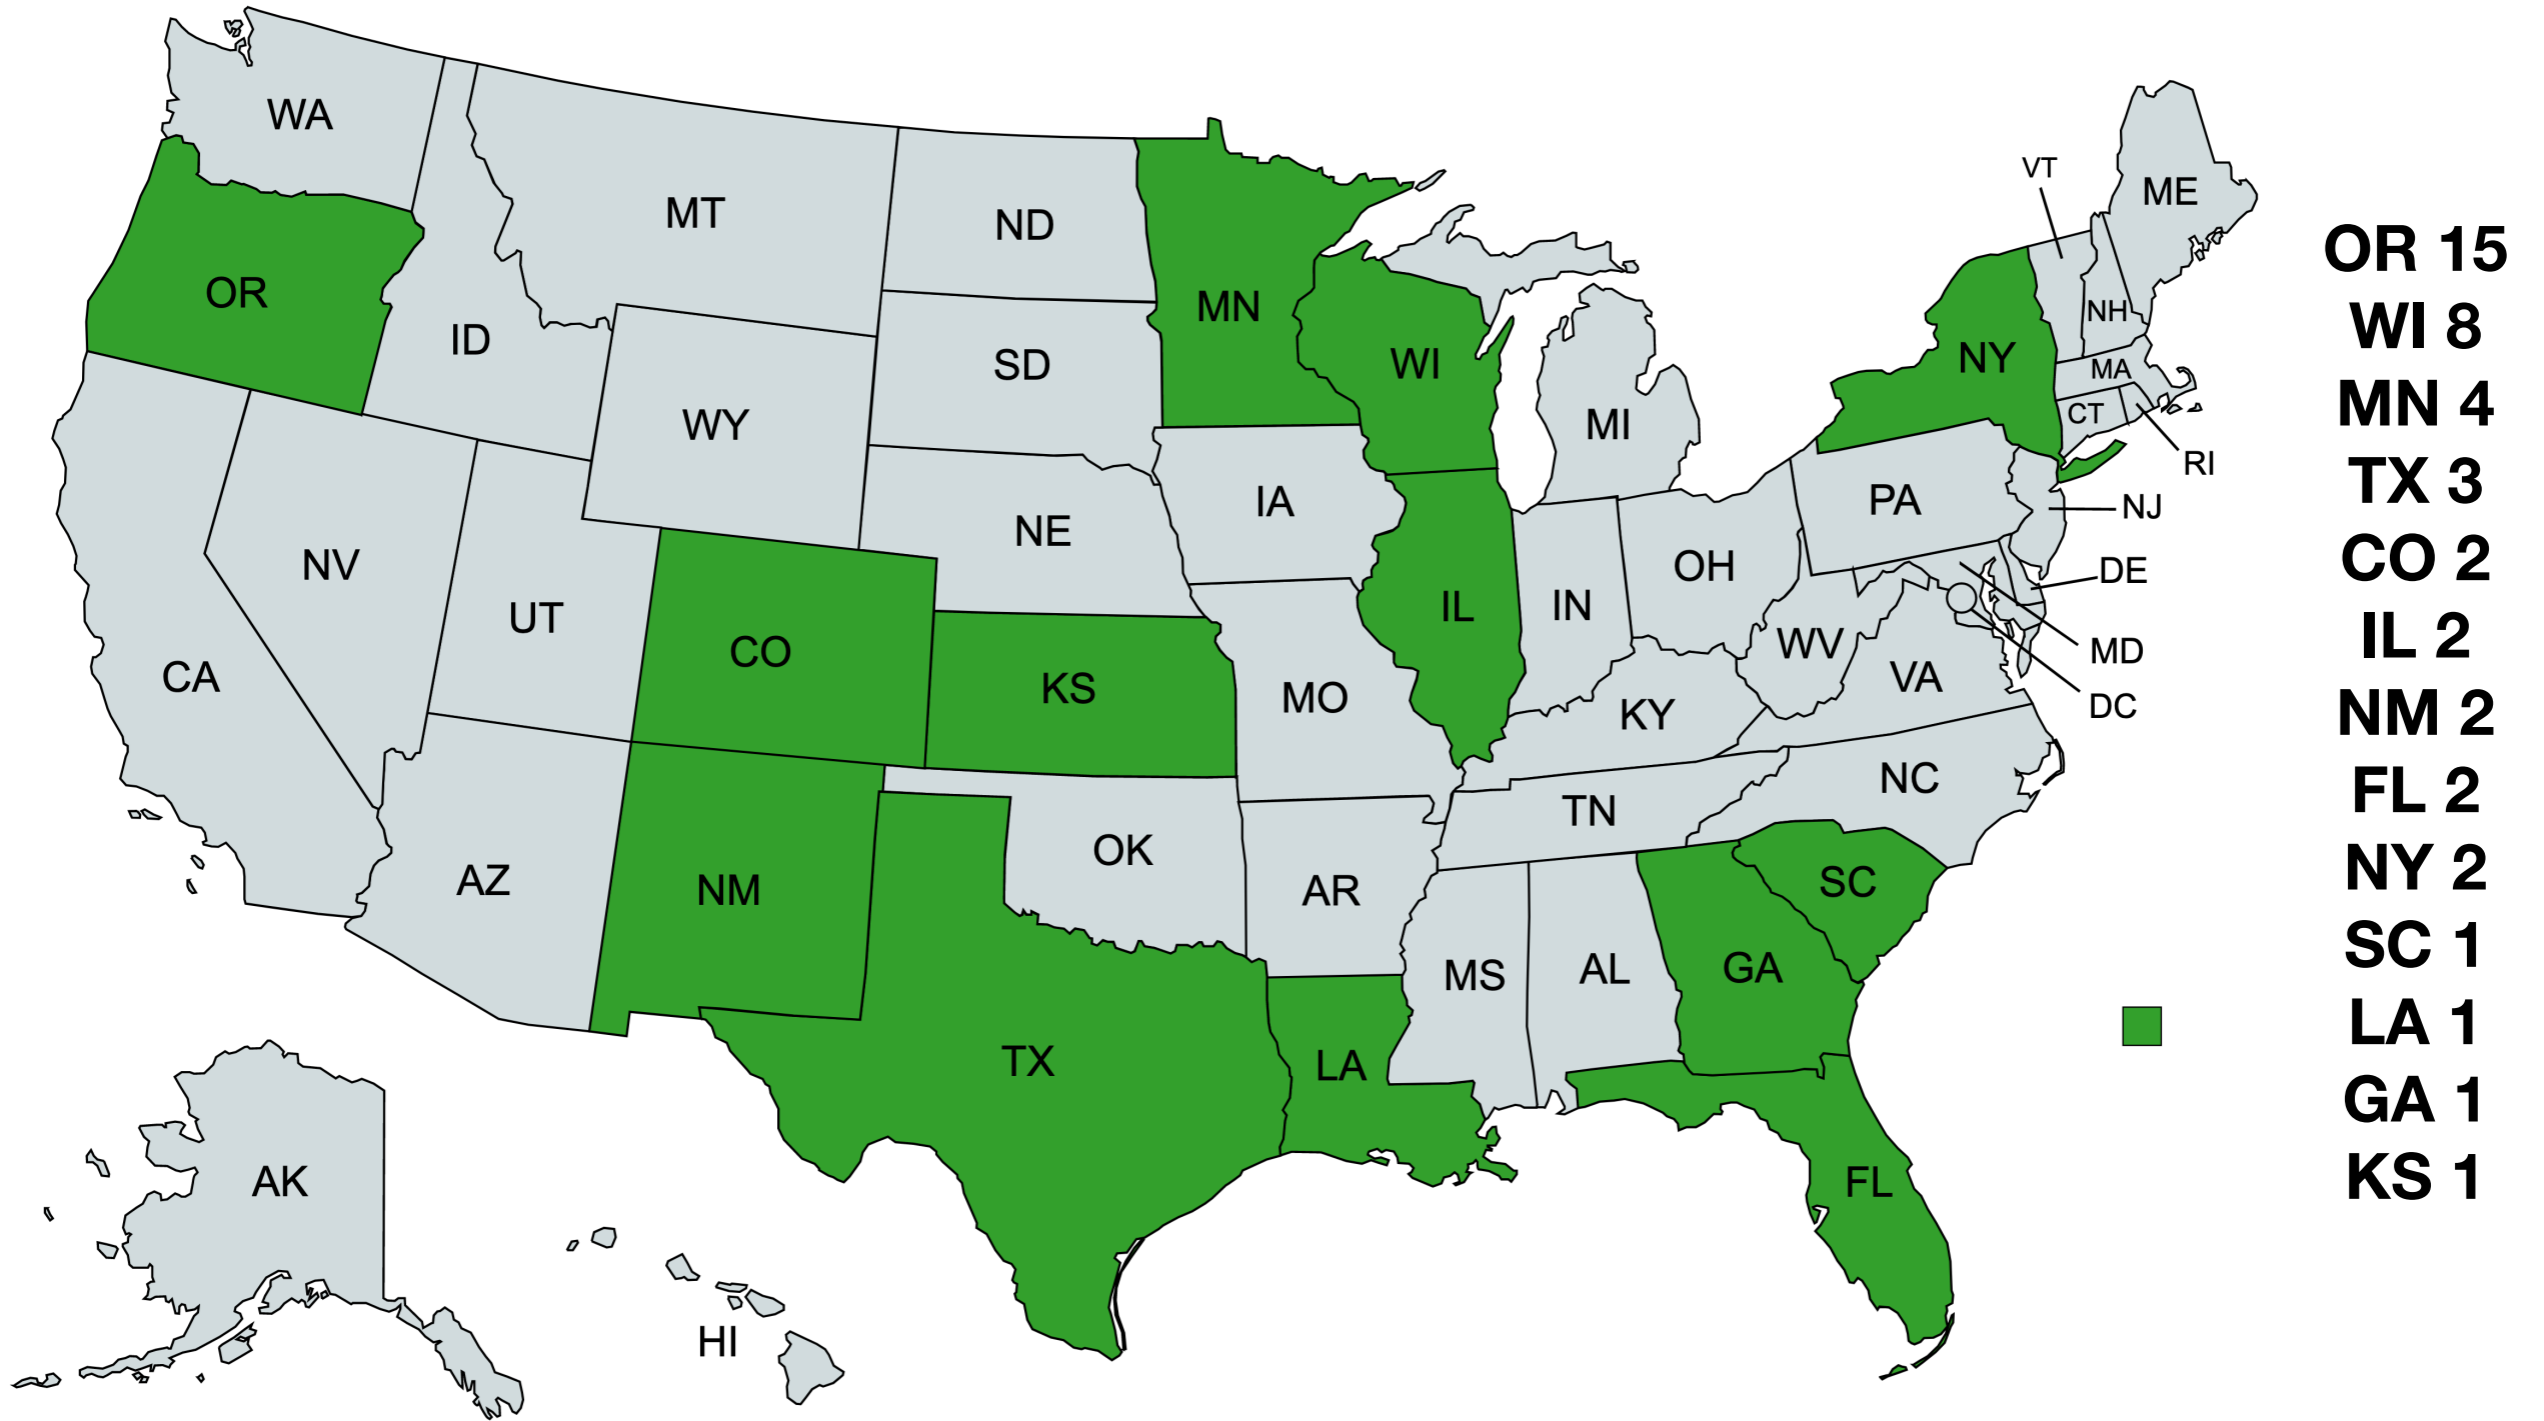 WA
OR
ID
MT
ND
MN
SD
WY
NE
IA
WI
MI
NY
VT
ME
NH
MA
CT
RI
PA
NJ
DE
MD
DC
CA
NV
UT
CO
KS
MO
IL
IN
OH
WV
VA
KY
AZ
NM
OK
AR
TN
NC
SC
TX
LA
MS
AL
GA
FL
AK
HI
OR 15
WI 8
MN 4
TX 3
CO 2
IL 2
NM 2
FL 2
NY 2
SC 1
LA 1
GA 1
KS 1